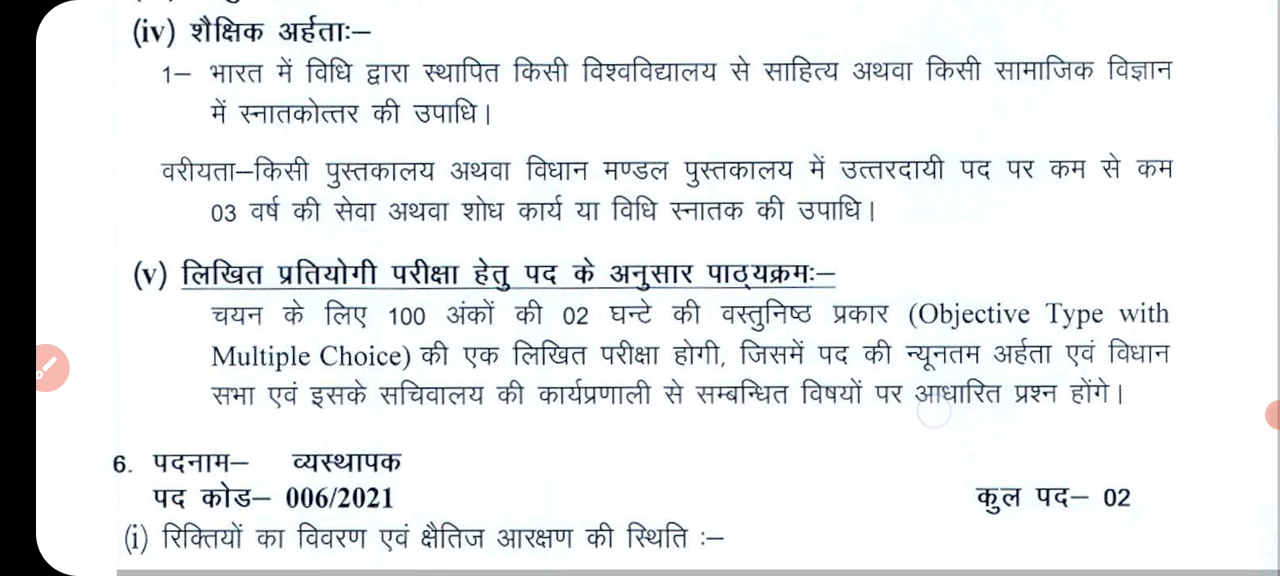 (iv) शैक्षिक अर्हताः–
1– भारत में विधि द्वारा स्थापित किसी विश्वविद्यालय से साहित्य अथवा किसी सामाजिक विज्ञान
में स्नातकोत्तर की उपाधि।
वरीयता–किसी पुस्तकालय अथवा विधान मण्डल पुस्तकालय में उत्तरदायी पद पर कम से कम
03 वर्ष की सेवा अथवा शोध कार्य या विधि स्नातक की उपाधि।
(v) लिखित प्रतियोगी परीक्षा हेतु पद के अनुसार पाठ्यक्रमः–
चयन के लिए 100 अंकों की 02 घन्टे की वस्तुनिष्ठ प्रकार (Objective Type with
Multiple Choice) की एक लिखित परीक्षा होगी, जिसमें पद की न्यूनतम अर्हता एवं विधान
सभा एवं इसके सचिवालय की कार्यप्रणाली से सम्बन्धित विषयों पर आधारित प्रश्न होंगे।
6. पदनाम– व्यस्थापक
पद कोड– 006/2021 कुल पद– 02
(i) रिक्तियों का विवरण एवं क्षैतिज आरक्षण की स्थिति :–